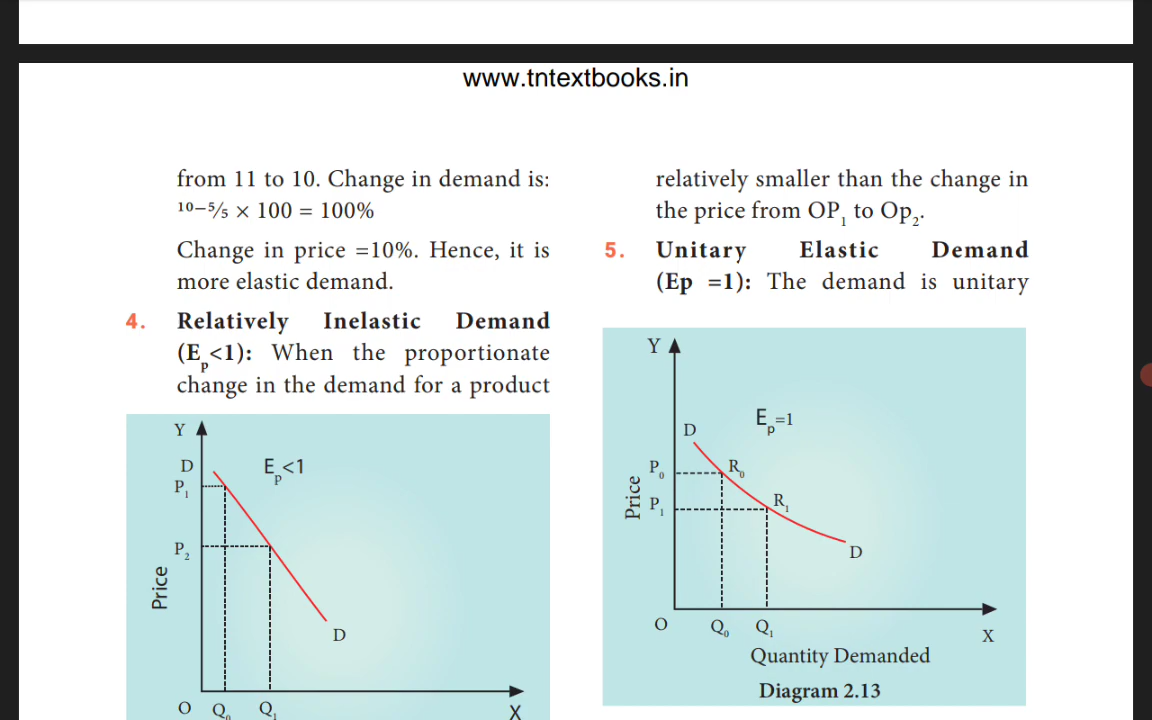 www.tntextbooks.in
from 11 to 10. Change in demand is:
10–5/5 × 100 = 100%
Change in price =10%. Hence, it is
more elastic demand.
4. Relatively Inelastic Demand
(Ep<1): When the proportionate
change in the demand for a product
Y
D
Ep<1
P1
P2
Price
D
O Q0 Q1 X
relatively smaller than the change in
the price from OP1 to Op2.
5. Unitary Elastic Demand
(Ep =1): The demand is unitary
Y
Ep=1
D
P0 R0
Price
P1 R1
D
O Q0 Q1 X
Quantity Demanded
Diagram 2.13